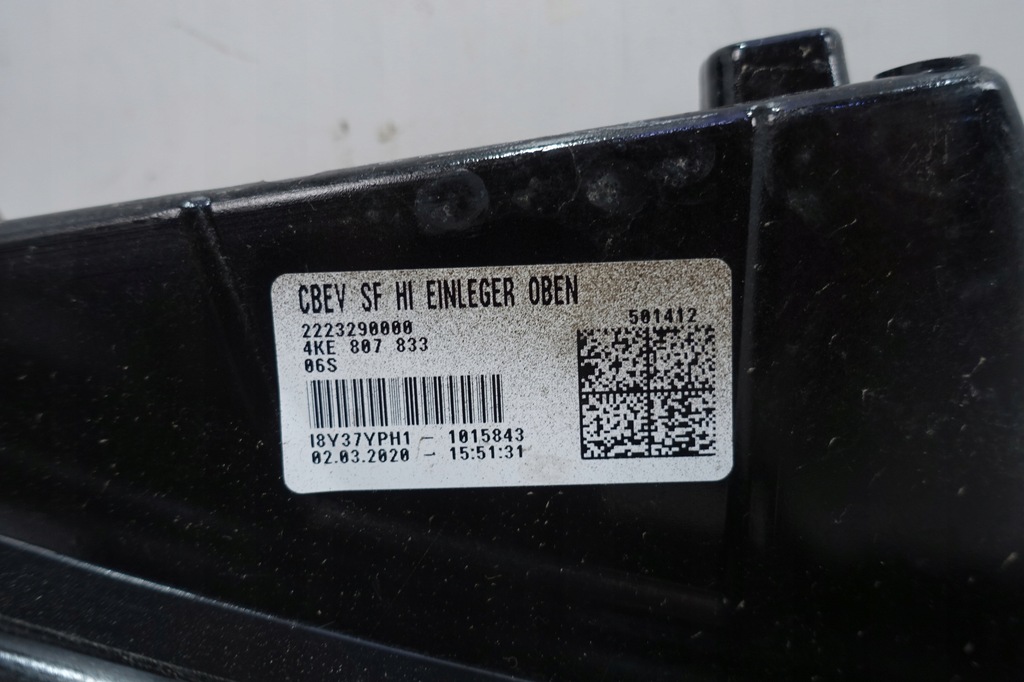 CBEV SF HI EINLEGER OBEN
501412
2223290000
4KE 807 833
06S
I8Y37YPH1 - 1015843
02.03.2020 - 15:51:31